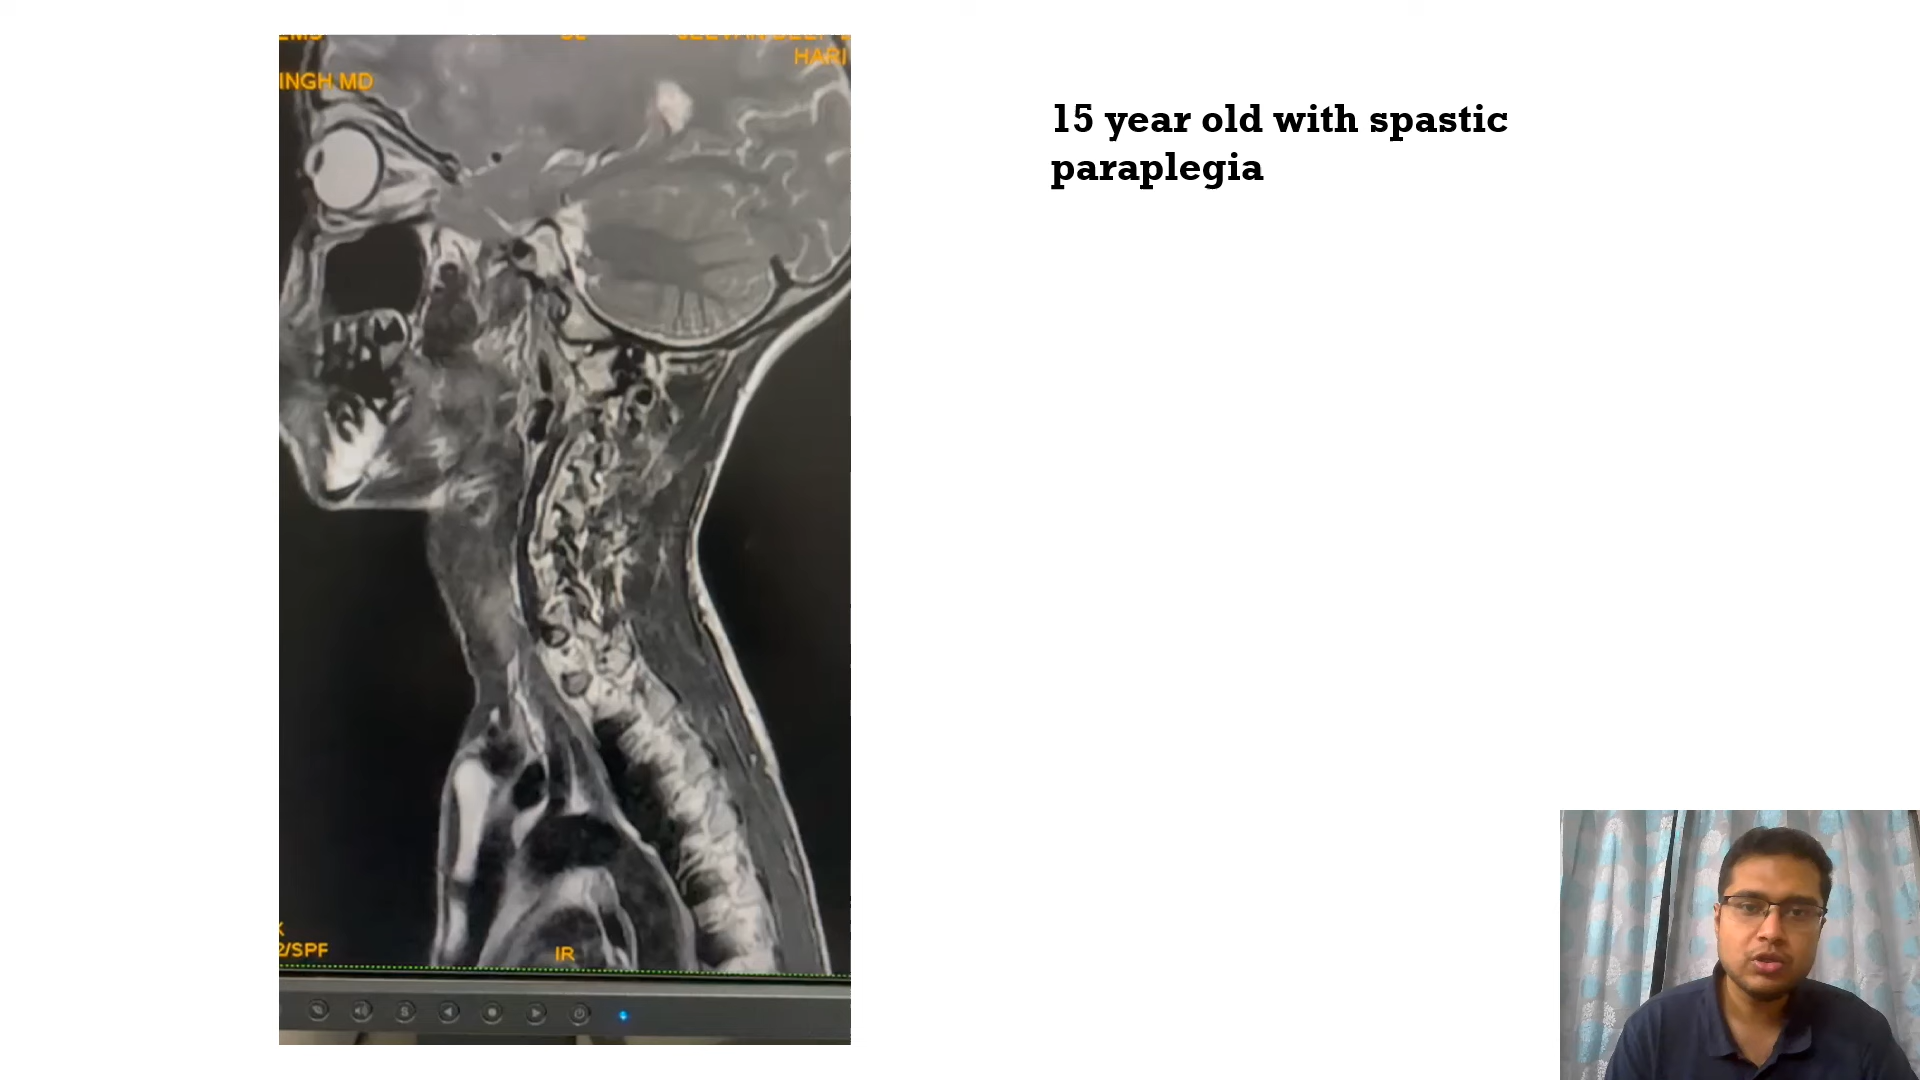 HARI
INGH MD
15 year old with spastic
paraplegia
2/SPF
IR
S